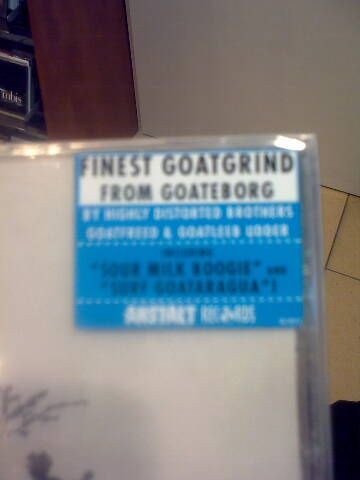 FINEST GOATGRIND
FROM GOATEBORG
BY HIGHLY DISTORTED BROTHERS
GOATFREED & GOATLEEB UDDER
INCLUDING
"SOUR MILK BOOGIE" AND
"SURF GOATARAGUA"!
ANSTALT RECORDS